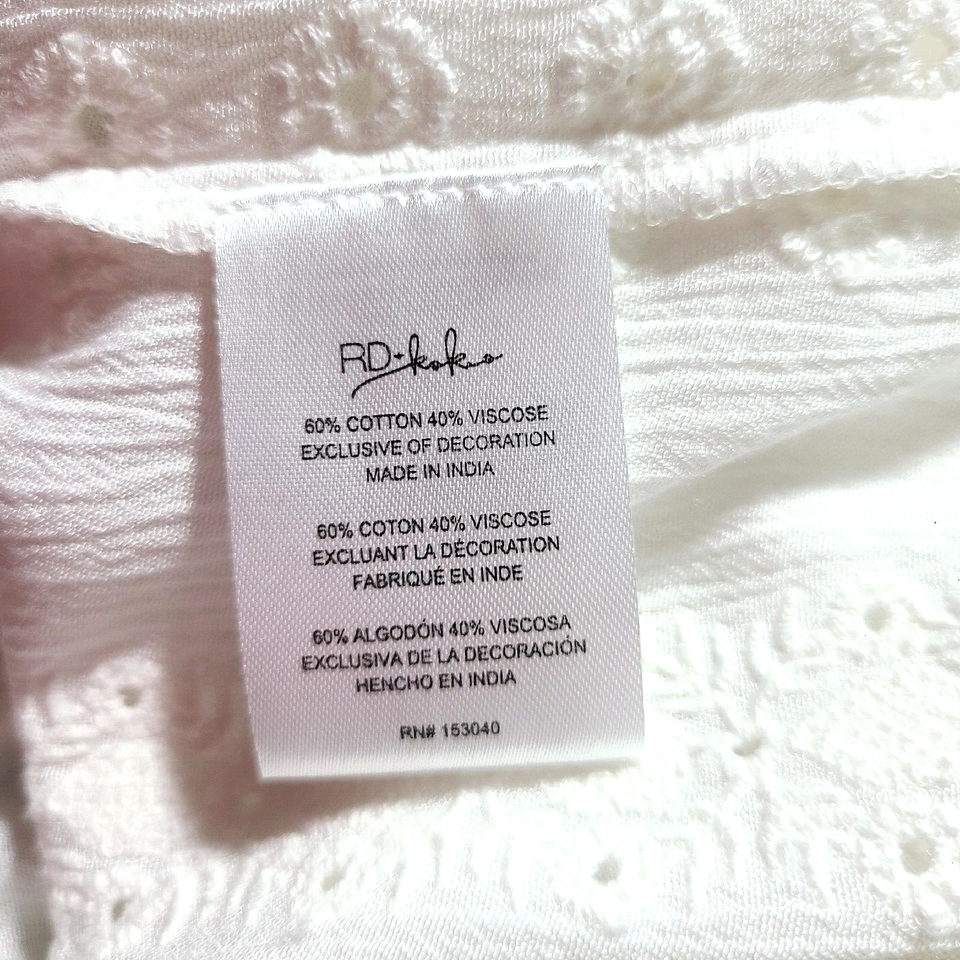 RD+koko
60% COTTON 40% VISCOSE
EXCLUSIVE OF DECORATION
MADE IN INDIA
60% COTON 40% VISCOSE
EXCLUANT LA DÉCORATION
FABRIQUÉ EN INDE
60% ALGODÓN 40% VISCOSA
EXCLUSIVA DE LA DECORACIÓN
HENCHO EN INDIA
RN# 153040